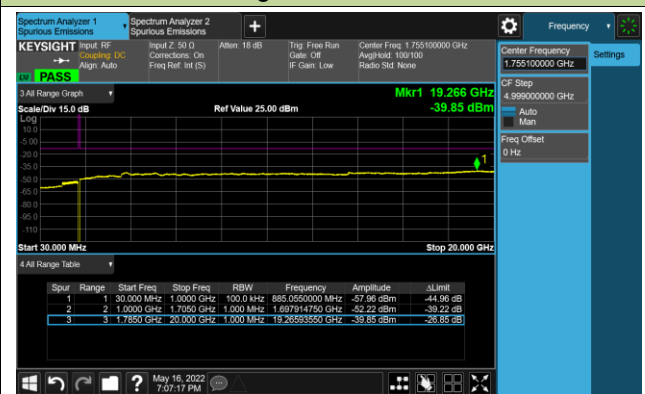 Spectrum Analyzer 1
Spurious Emissions
Spectrum Analyzer 2
Spurious Emissions
+
Frequency
KEYSIGHT
Input: RF
Coupling: DC
Align: Auto
Input Z: 50 Ω
Corrections: On
Freq Ref: Int (S)
Atten: 18 dB
Trig: Free Run
Gate: Off
IF Gain: Low
Center Freq: 1.755100000 GHz
Avg|Hold: 100/100
Radio Std: None
LXI PASS
3 All Range Graph
Mkr1 19.266 GHz
Scale/Div 15.0 dB
Ref Value 25.00 dBm
-39.85 dBm
Log
10.0
-5.00
-20.0
-35.0
-50.0
-65.0
-80.0
-95.0
-110
1
Start 30.000 MHz
Stop 20.000 GHz
4 All Range Table
Spur Range Start Freq Stop Freq RBW Frequency Amplitude ΔLimit
1 1 30.000 MHz 1.0000 GHz 100.0 kHz 885.0550000 MHz -57.96 dBm -44.96 dB
2 2 1.0000 GHz 1.7050 GHz 1.000 MHz 1.697914750 GHz -52.22 dBm -39.22 dB
3 3 1.7850 GHz 20.000 GHz 1.000 MHz 19.26593550 GHz -39.85 dBm -26.85 dB
Center Frequency
1.755100000 GHz
Settings
CF Step
4.999000000 GHz
Auto
Man
Freq Offset
0 Hz
?
May 16, 2022
7:07:17 PM